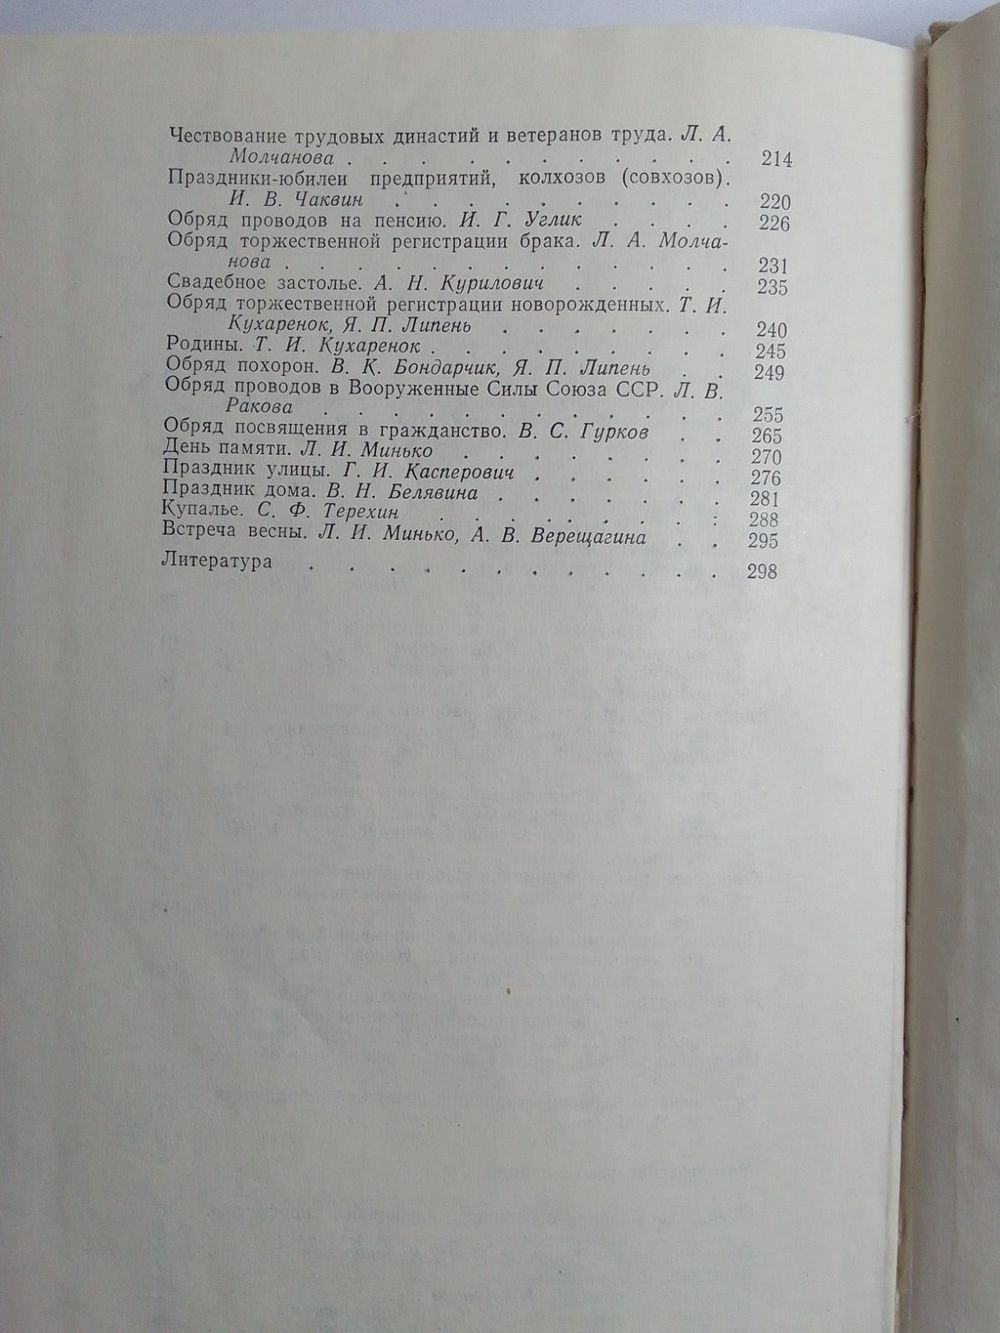 Чествование трудовых династий и ветеранов труда. Л. А.
Молчанова . . . . . . . . . . . 214
Праздники-юбилеи предприятий, колхозов (совхозов).
И. В. Чаквин . . . . . . . . . . 220
Обряд проводов на пенсию. И. Г. Углик . . . . 226
Обряд торжественной регистрации брака. Л. А. Молча-
нова . . . . . . . . . . . . . 231
Свадебное застолье. А. Н. Курилович . . . . . 235
Обряд торжественной регистрации новорожденных. Т. И.
Кухаренок, Я. П. Липень . . . . . . . 240
Родины. Т. И. Кухаренок . . . . . . . . . 245
Обряд похорон. В. К. Бондарчик, Я. П. Липень . . 249
Обряд проводов в Вооруженные Силы Союза ССР. Л. В.
Ракова . . . . . . . . . . . . 255
Обряд посвящения в гражданство. В. С. Гурков . . 265
День памяти. Л. И. Минько . . . . . . . . 270
Праздник улицы. Г. И. Касперович . . . . . . 276
Праздник дома. В. Н. Белявина . . . . . . . 281
Купалье. С. Ф. Терехин . . . . . . . . . 288
Встреча весны. Л. И. Минько, А. В. Верещагина . . 295
Литература . . . . . . . . . . . . 298